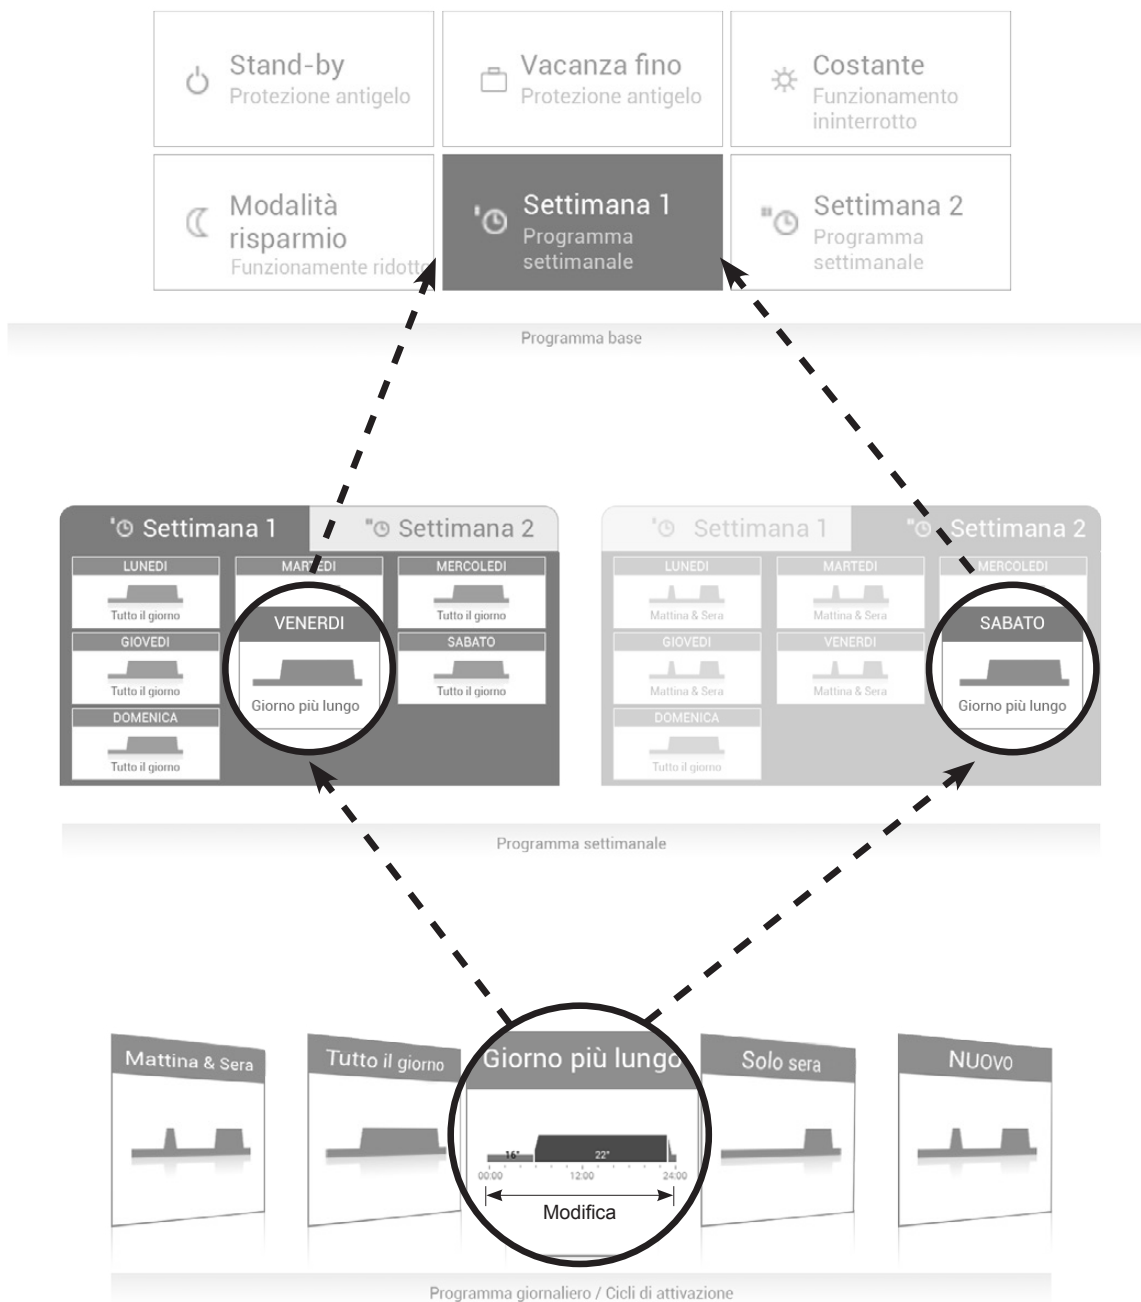 Stand-by
Protezione antigelo
Vacanza fino
Protezione antigelo
Costante
Funzionamento
ininterrotto
Modalità
risparmio
Funzionamente ridotto
Settimana 1
Programma
settimanale
Settimana 2
Programma
settimanale
Programma base
Settimana 1
Settimana 2
LUNEDI
Tutto il giorno
MARTEDI
MERCOLEDI
Tutto il giorno
GIOVEDI
Tutto il giorno
VENERDI
Giorno più lungo
SABATO
Tutto il giorno
DOMENICA
Tutto il giorno
Settimana 1
Settimana 2
LUNEDI
Mattina & Sera
MARTEDI
Mattina & Sera
MERCOLEDI
GIOVEDI
Mattina & Sera
VENERDI
Mattina & Sera
SABATO
Giorno più lungo
DOMENICA
Tutto il giorno
Programma settimanale
Mattina & Sera
Tutto il giorno
Giorno più lungo
16°
22°
00:00
12:00
24:00
Modifica
Solo sera
NUOVO
Programma giornaliero / Cicli di attivazione